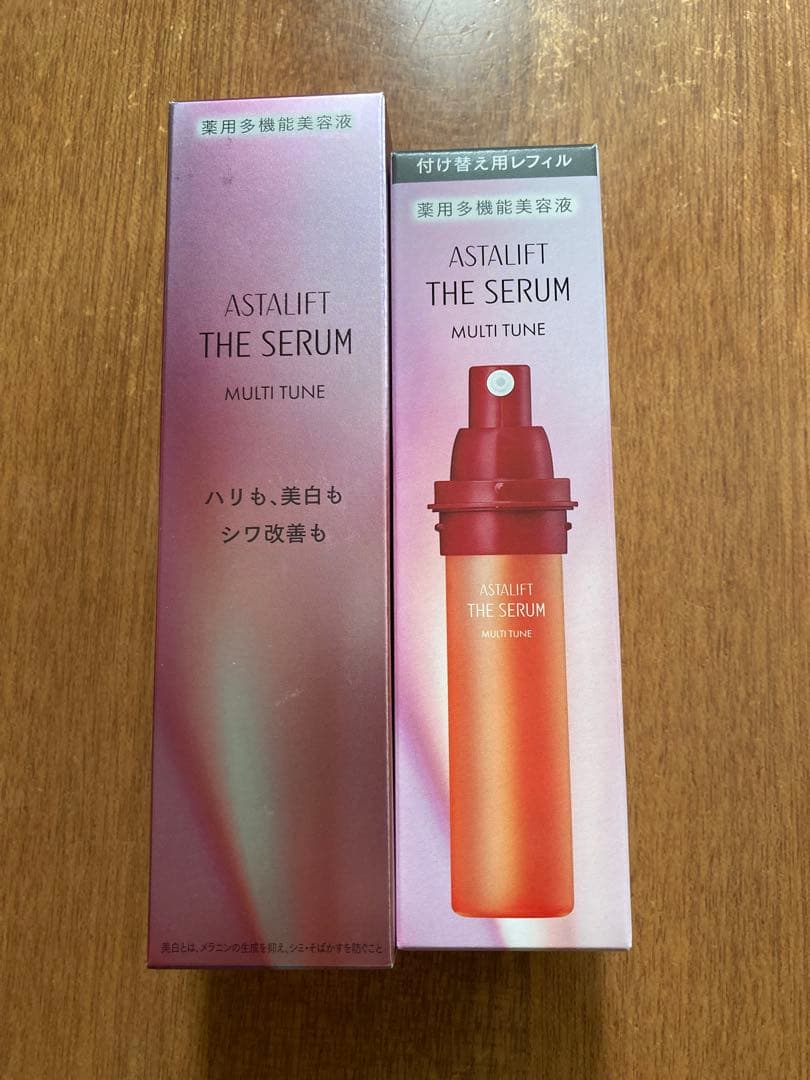 薬用多機能美容液
ASTALIFT
THE SERUM
MULTI TUNE
ハリも、美白も
シワ改善も
美白とは、メラニンの生成を抑え、シミ・そばかすを防ぐこと
付け替え用レフィル
薬用多機能美容液
ASTALIFT
THE SERUM
MULTI TUNE
ASTALIFT
THE SERUM
MULTI TUNE